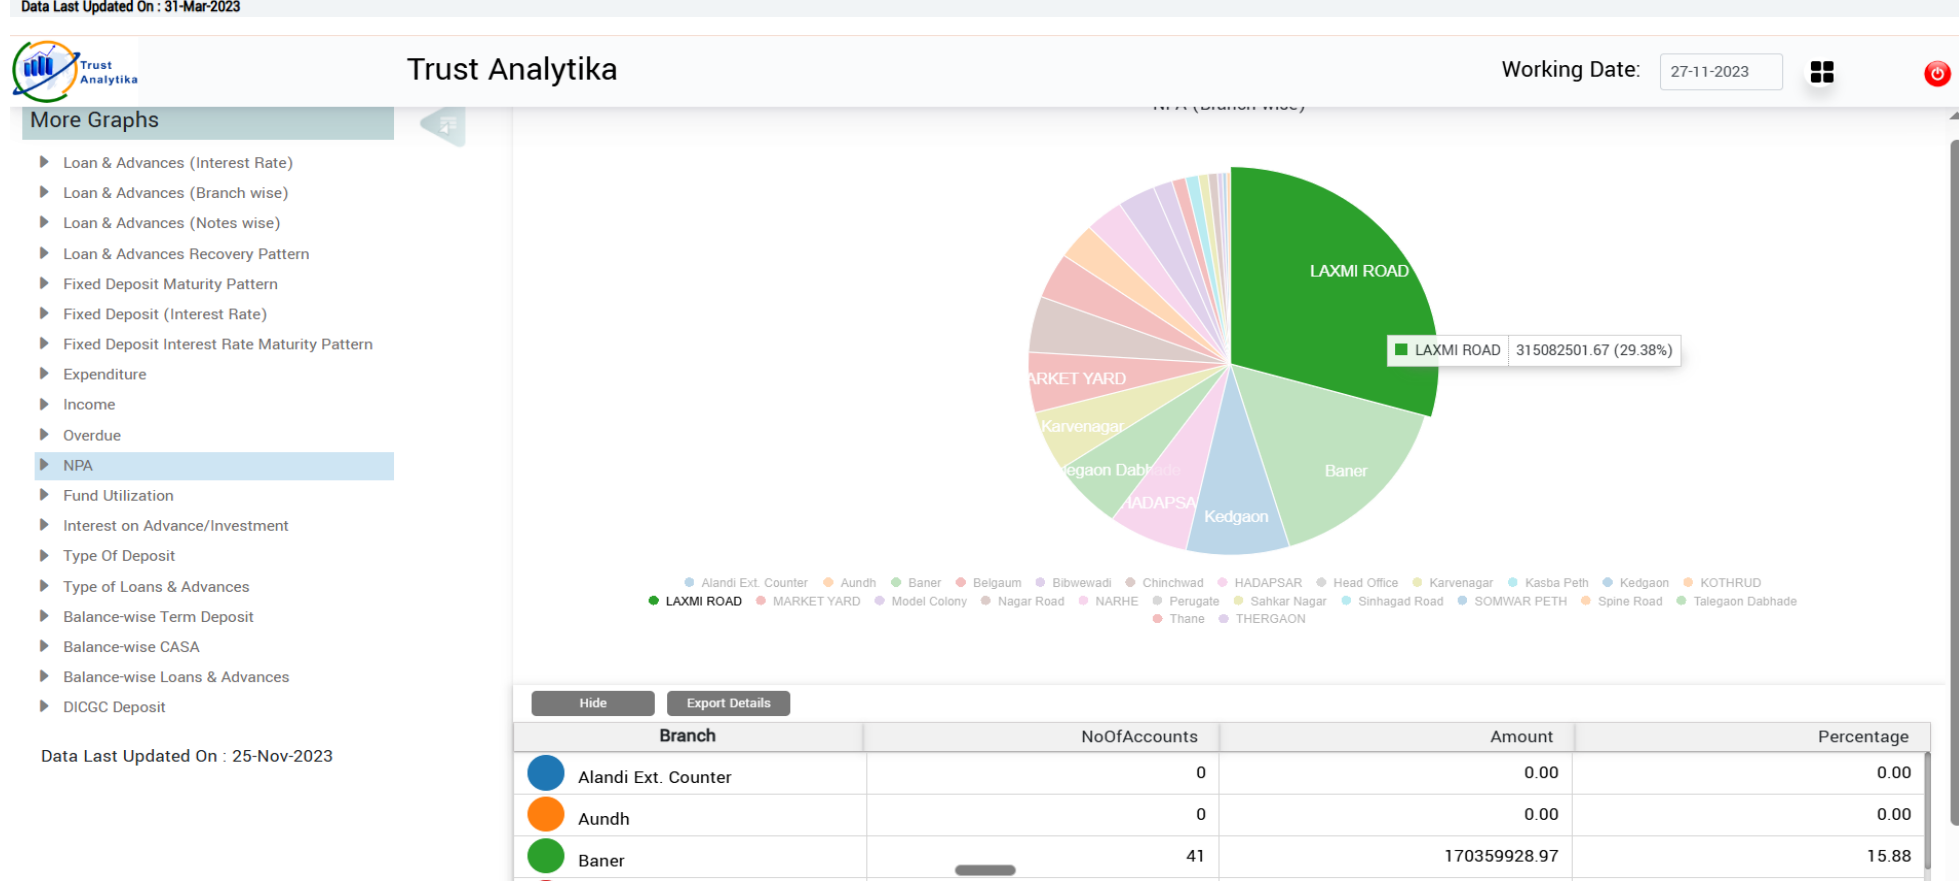 Data Last Updated On : 31-Mar-2023
Trust
Analytika
Trust Analytika
Working Date: 27-11-2023
More Graphs
Loan & Advances (Interest Rate)
Loan & Advances (Branch wise)
Loan & Advances (Notes wise)
Loan & Advances Recovery Pattern
Fixed Deposit Maturity Pattern
Fixed Deposit (Interest Rate)
Fixed Deposit Interest Rate Maturity Pattern
Expenditure
Income
Overdue
NPA
Fund Utilization
Interest on Advance/Investment
Type Of Deposit
Type of Loans & Advances
Balance-wise Term Deposit
Balance-wise CASA
Balance-wise Loans & Advances
DICGC Deposit
Data Last Updated On : 25-Nov-2023
NPA (Branch wise)
LAXMI ROAD
LAXMI ROAD 315082501.67 (29.38%)
ARKET YARD
Karvenagar
egaon Dabhade
Baner
HADAPSA
Kedgaon
Alandi Ext. Counter Aundh Baner Belgaum Bibwewadi Chinchwad HADAPSAR Head Office Karvenagar Kasba Peth Kedgaon KOTHRUD
LAXMI ROAD MARKET YARD Model Colony Nagar Road NARHE Perugate Sahkar Nagar Sinhagad Road SOMWAR PETH Spine Road Talegaon Dabhade
Thane THERGAON
Hide Export Details
Branch NoOfAccounts Amount Percentage
Alandi Ext. Counter 0 0.00 0.00
Aundh 0 0.00 0.00
Baner 41 170359928.97 15.88